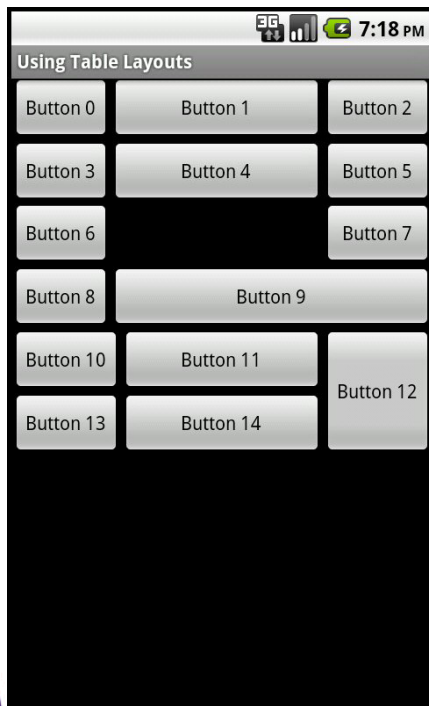 3G 7:18 PM
Using Table Layouts
Button 0 Button 1 Button 2
Button 3 Button 4 Button 5
Button 6 Button 7
Button 8 Button 9
Button 10 Button 11
Button 12
Button 13 Button 14